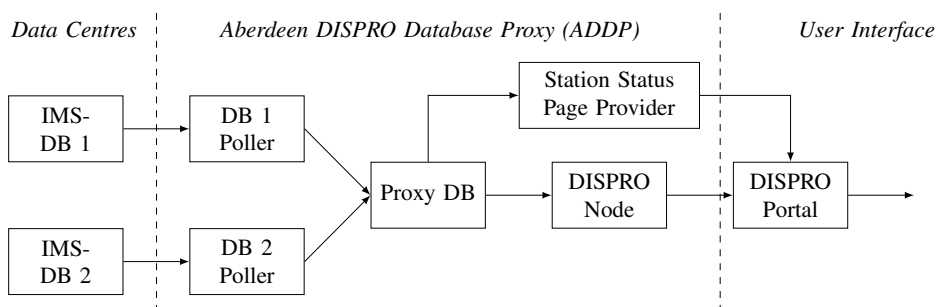 Data Centres
Aberdeen DISPRO Database Proxy (ADDP)
User Interface
IMS-
DB 1
DB 1
Poller
Station Status
Page Provider
Proxy DB
DISPRO
Node
DISPRO
Portal
IMS-
DB 2
DB 2
Poller